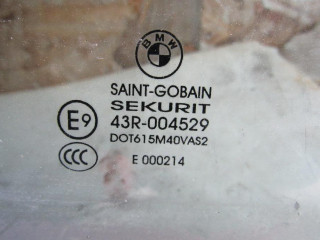 BMW
SAINT-GOBAIN
SEKURIT
E9 43R-004529
DOT615M40VAS2
CCC
E 000214